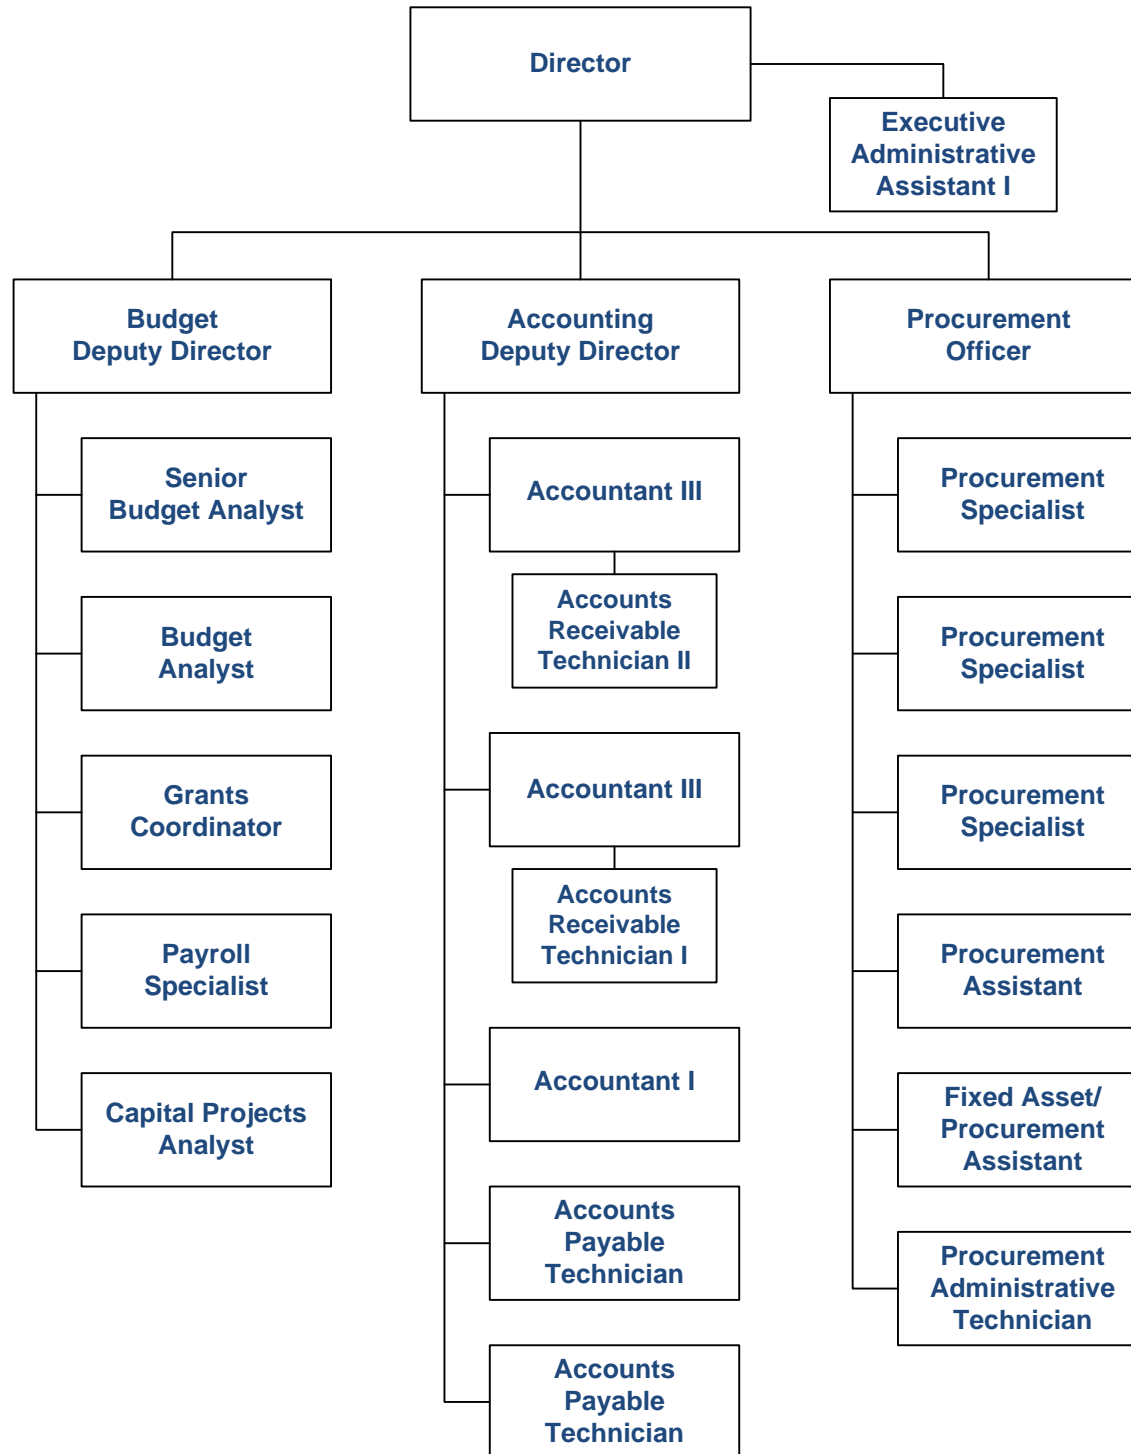 Director
Executive
Administrative
Assistant I
Budget
Deputy Director
Accounting
Deputy Director
Procurement
Officer
Senior
Budget Analyst
Budget
Analyst
Grants
Coordinator
Payroll
Specialist
Capital Projects
Analyst
Accountant III
Accounts
Receivable
Technician II
Accountant III
Accounts
Receivable
Technician I
Accountant I
Accounts
Payable
Technician
Accounts
Payable
Technician
Procurement
Specialist
Procurement
Specialist
Procurement
Specialist
Procurement
Assistant
Fixed Asset/
Procurement
Assistant
Procurement
Administrative
Technician